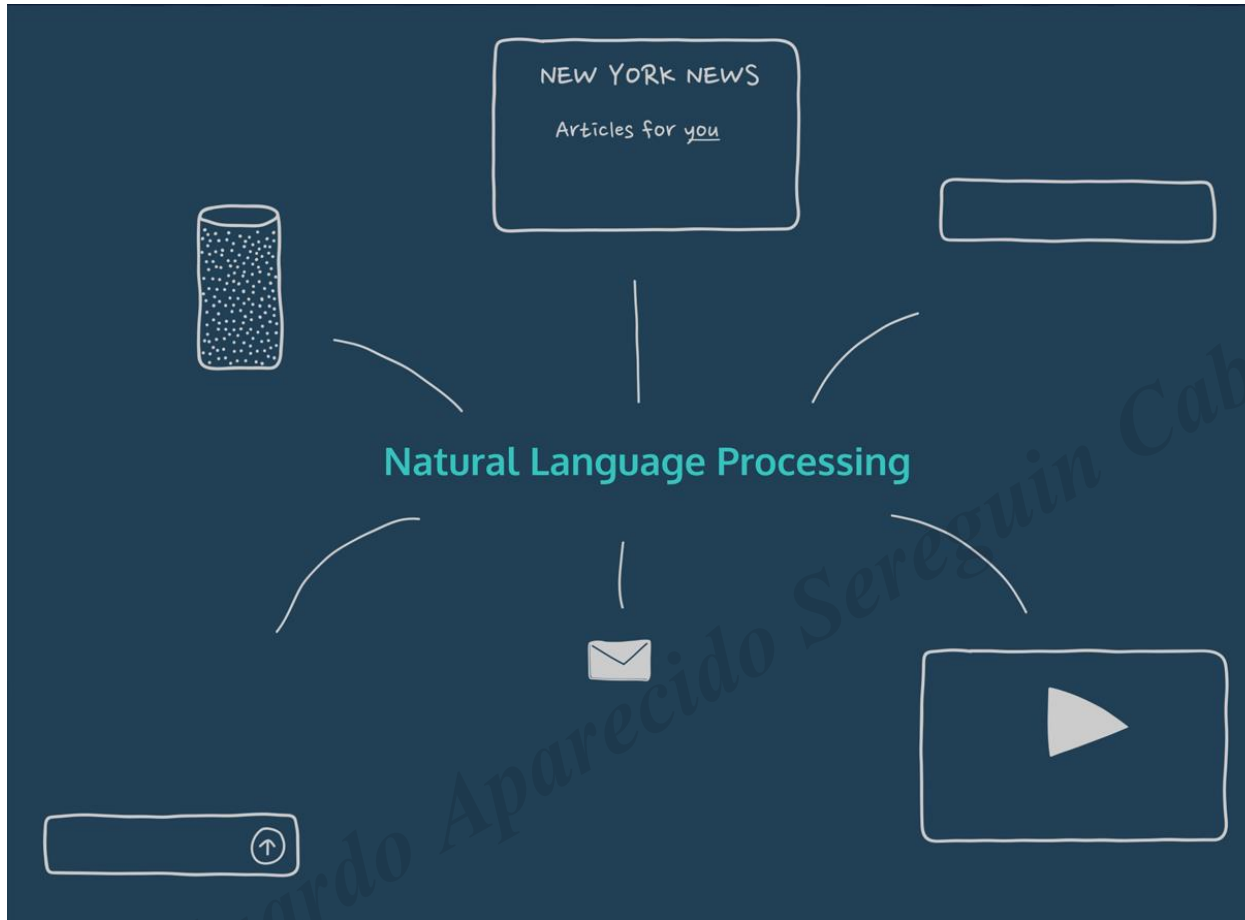 NEW YORK NEWS
Articles for you
Natural Language Processing
Aparecido Sereguin